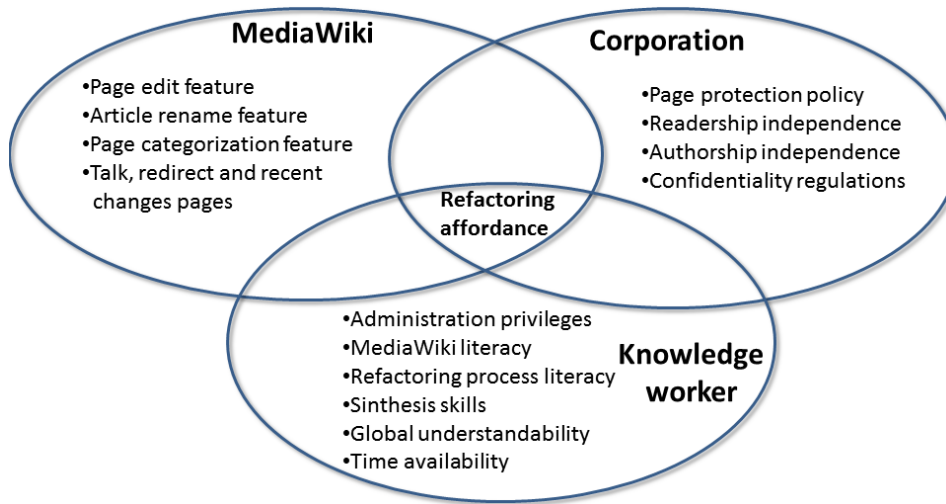 MediaWiki
•Page edit feature
•Article rename feature
•Page categorization feature
•Talk, redirect and recent
changes pages
Corporation
•Page protection policy
•Readership independence
•Authorship independence
•Confidentiality regulations
Refactoring
affordance
•Administration privileges
•MediaWiki literacy
•Refactoring process literacy
•Sinthesis skills
•Global understandability
•Time availability
Knowledge
worker